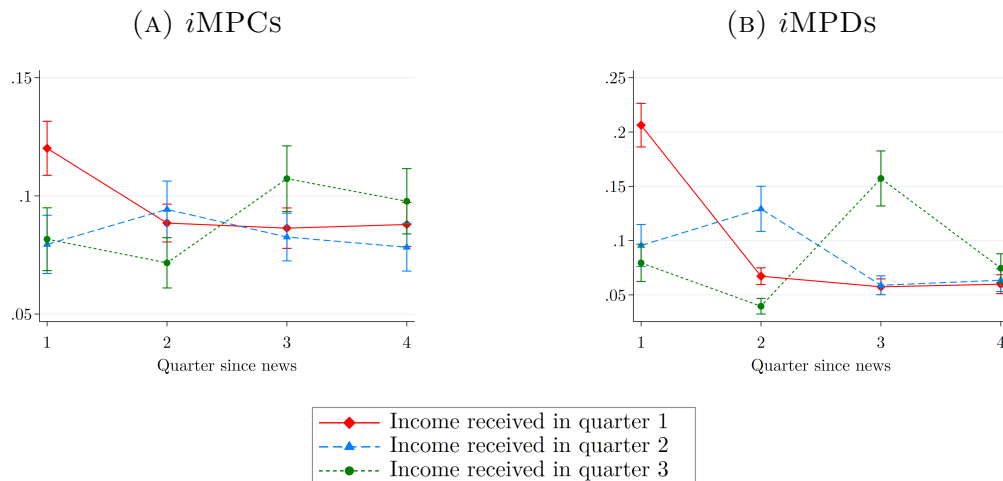 (A) iMPCs
(B) iMPDs
.15
.1
.05
1 2 3 4
Quarter since news
.25
.2
.15
.1
.05
1 2 3 4
Quarter since news
Income received in quarter 1
Income received in quarter 2
Income received in quarter 3